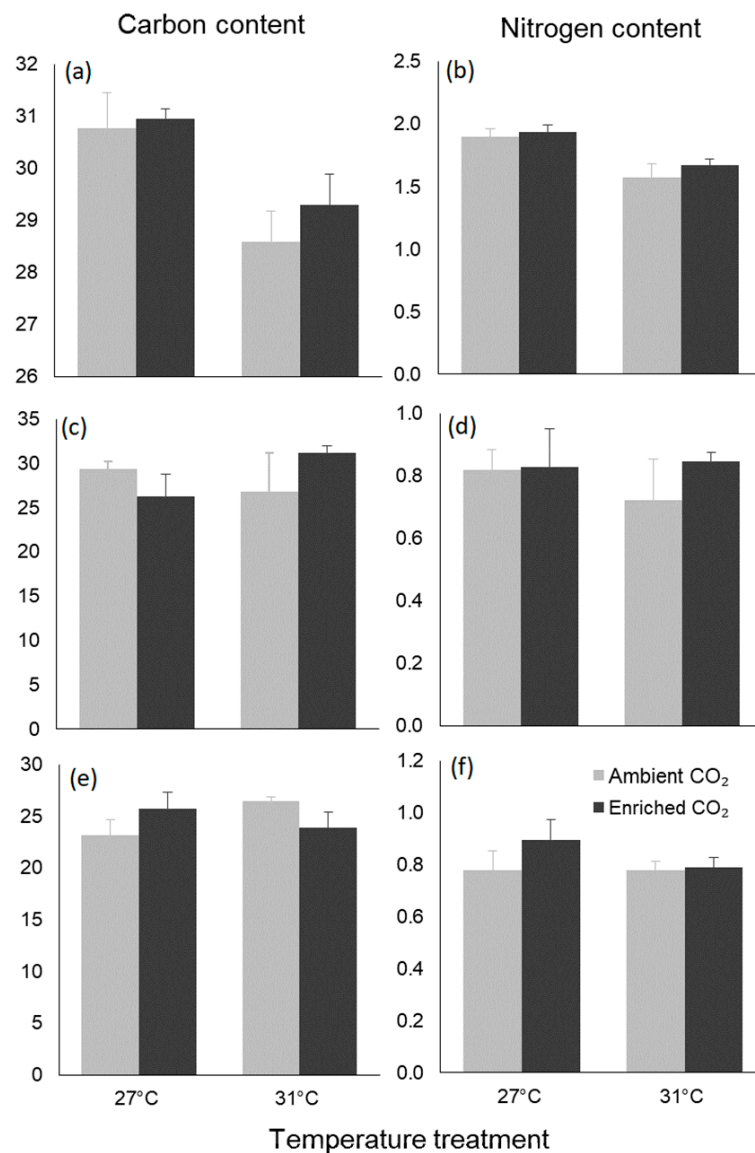 Carbon content
Nitrogen content
(a)
32
31
30
29
28
27
26
(b)
2.5
2.0
1.5
1.0
0.5
0.0
(c)
35
30
25
20
15
10
5
0
(d)
1.0
0.8
0.6
0.4
0.2
0.0
(e)
30
25
20
15
10
5
0
27°C
31°C
(f)
1.2
1.0
0.8
0.6
0.4
0.2
0.0
Ambient CO₂
Enriched CO₂
27°C
31°C
Temperature treatment